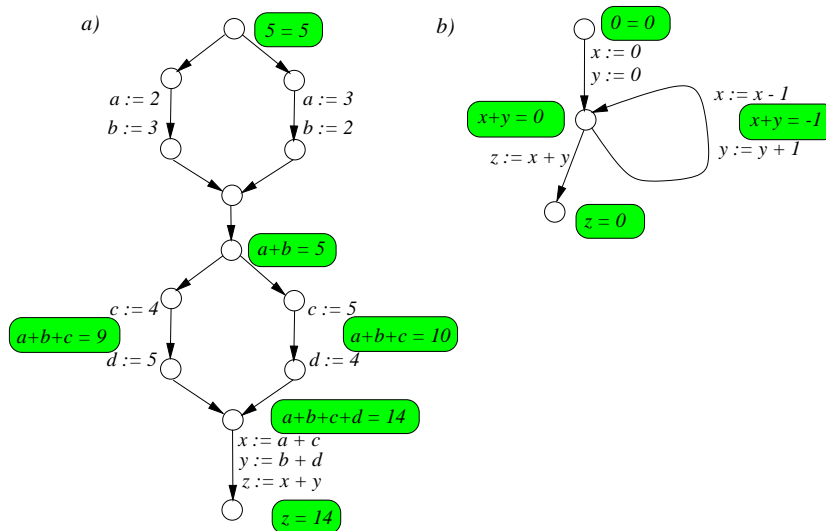 a)
5 = 5
a := 2
b := 3
a := 3
b := 2
a+b = 5
c := 4
c := 5
a+b+c = 9
a+b+c = 10
d := 5
d := 4
a+b+c+d = 14
x := a + c
y := b + d
z := x + y
z = 14
b)
0 = 0
x := 0
y := 0
x := x - 1
x+y = 0
x+y = -1
y := y + 1
z := x + y
z = 0